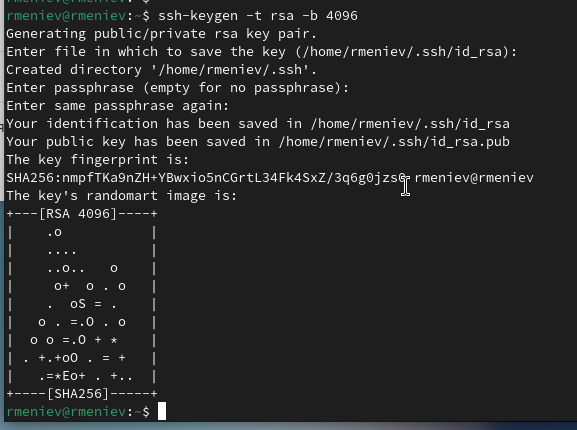 rmeniev@rmeniev:~$ ssh-keygen -t rsa -b 4096
Generating public/private rsa key pair.
Enter file in which to save the key (/home/rmeniev/.ssh/id_rsa):
Created directory '/home/rmeniev/.ssh'.
Enter passphrase (empty for no passphrase):
Enter same passphrase again:
Your identification has been saved in /home/rmeniev/.ssh/id_rsa
Your public key has been saved in /home/rmeniev/.ssh/id_rsa.pub
The key fingerprint is:
rmeniev@rmeniev
The key's randomart image is:
+---[RSA 4096]----+
|    .o           |
|    ....         |
|    ..o..   o    |
|     o+  o . o   |
|    .  oS = .    |
|   o . =.O . o   |
|  o o =.O + *    |
| . +.+oO . = +   |
|   .=*Eo+ . +..  |
+----[SHA256]-----+
rmeniev@rmeniev:~$